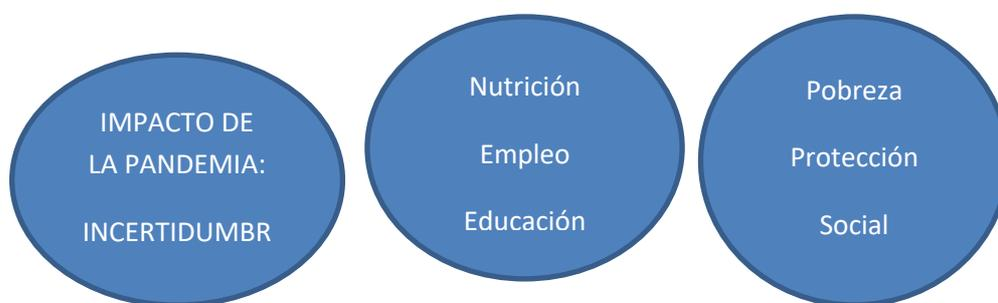 IMPACTO DE
LA PANDEMIA:
INCERTIDUMBR
Nutrición
Empleo
Educación
Pobreza
Protección
Social